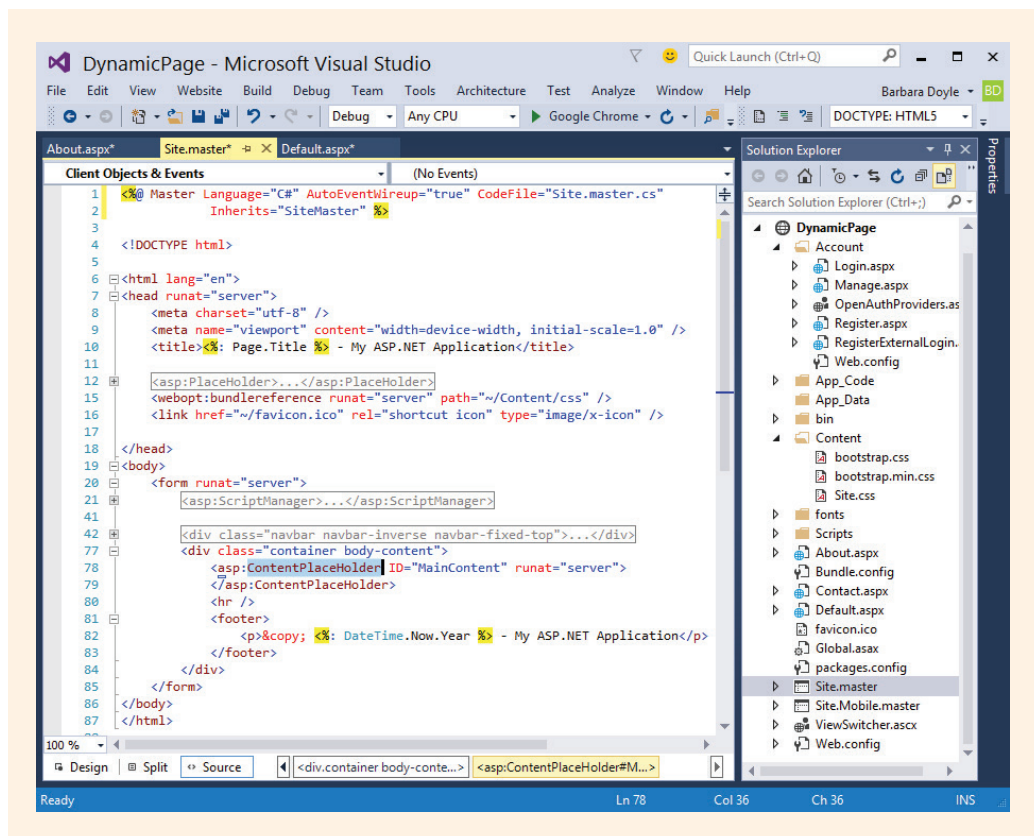 DynamicPage - Microsoft Visual Studio
Quick Launch (Ctrl+Q)
File Edit View Website Build Debug Team Tools Architecture Test Analyze Window Help
Barbara Doyle BD
Debug Any CPU Google Chrome DOCTYPE: HTML5
About.aspx* Site.master* Default.aspx*
Client Objects & Events (No Events)
1 <%@ Master Language="C#" AutoEventWireup="true" CodeFile="Site.master.cs"
2 Inherits="SiteMaster" %>
3
4 <!DOCTYPE html>
5
6 <html lang="en">
7 <head runat="server">
8 <meta charset="utf-8" />
9 <meta name="viewport" content="width=device-width, initial-scale=1.0" />
10 <title><%: Page.Title %> - My ASP.NET Application</title>
11
12 <asp:PlaceHolder>...</asp:PlaceHolder>
15 <webopt:bundlereference runat="server" path="~/Content/css" />
16 <link href="~/favicon.ico" rel="shortcut icon" type="image/x-icon" />
17
18 </head>
19 <body>
20 <form runat="server">
21 <asp:ScriptManager>...</asp:ScriptManager>
41
42 <div class="navbar navbar-inverse navbar-fixed-top">...</div>
77 <div class="container body-content">
78 <asp:ContentPlaceHolder ID="MainContent" runat="server">
79 </asp:ContentPlaceHolder>
80 <hr />
81 <footer>
82 <p>&copy; <%: DateTime.Now.Year %> - My ASP.NET Application</p>
83 </footer>
84 </div>
85 </form>
86 </body>
87 </html>
100 %
Design Split Source <div.container body-conte...> <asp:ContentPlaceHolder#M...>
Solution Explorer
Search Solution Explorer (Ctrl+;)
DynamicPage
Account
Login.aspx
Manage.aspx
OpenAuthProviders.as
Register.aspx
RegisterExternalLogin.
Web.config
App_Code
App_Data
bin
Content
bootstrap.css
bootstrap.min.css
Site.css
fonts
Scripts
About.aspx
Bundle.config
Contact.aspx
Default.aspx
favicon.ico
Global.asax
packages.config
Site.master
Site.Mobile.master
ViewSwitcher.ascx
Web.config
Properties
Ready Ln 78 Col 36 Ch 36 INS